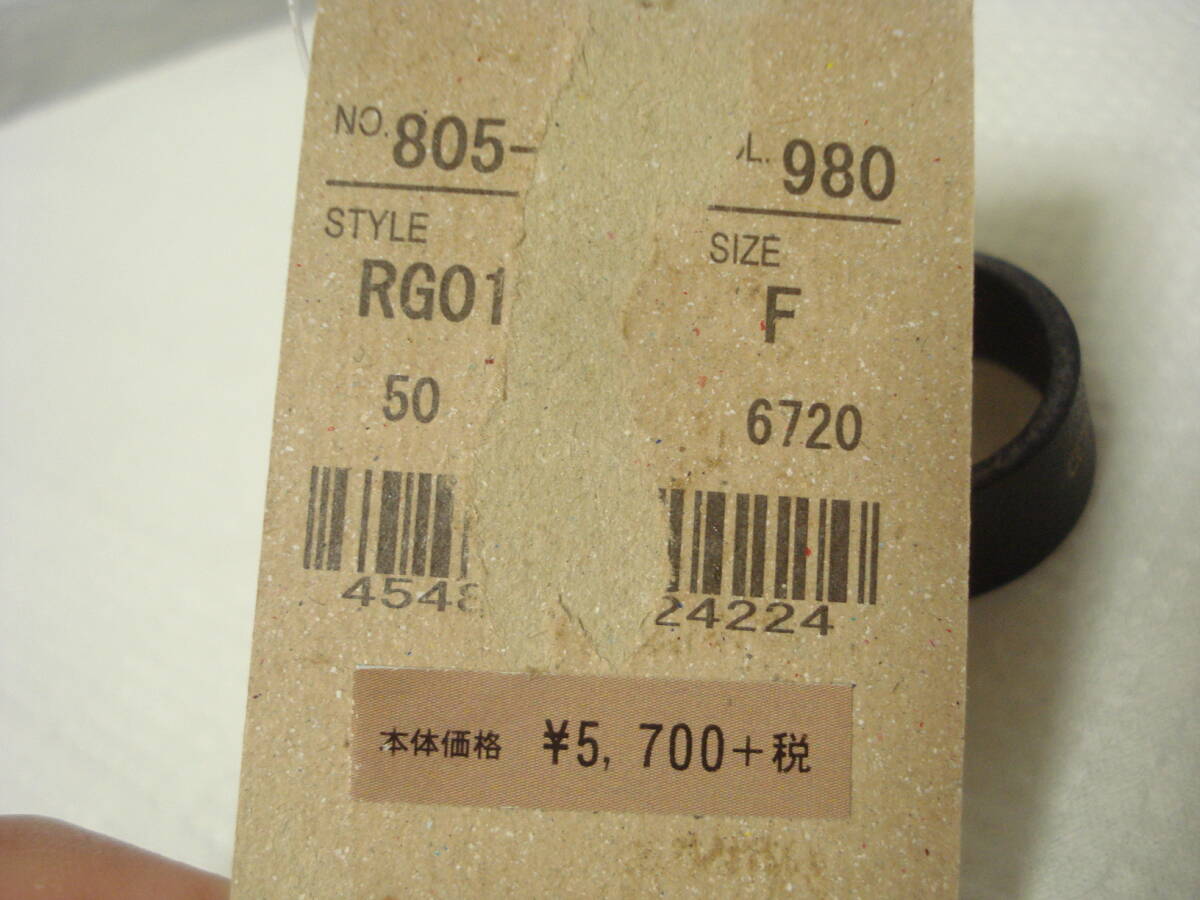 NO. 805- L. 980
STYLE SIZE
RG01 F
50 6720
4548 24224
本体価格 ¥5,700+税